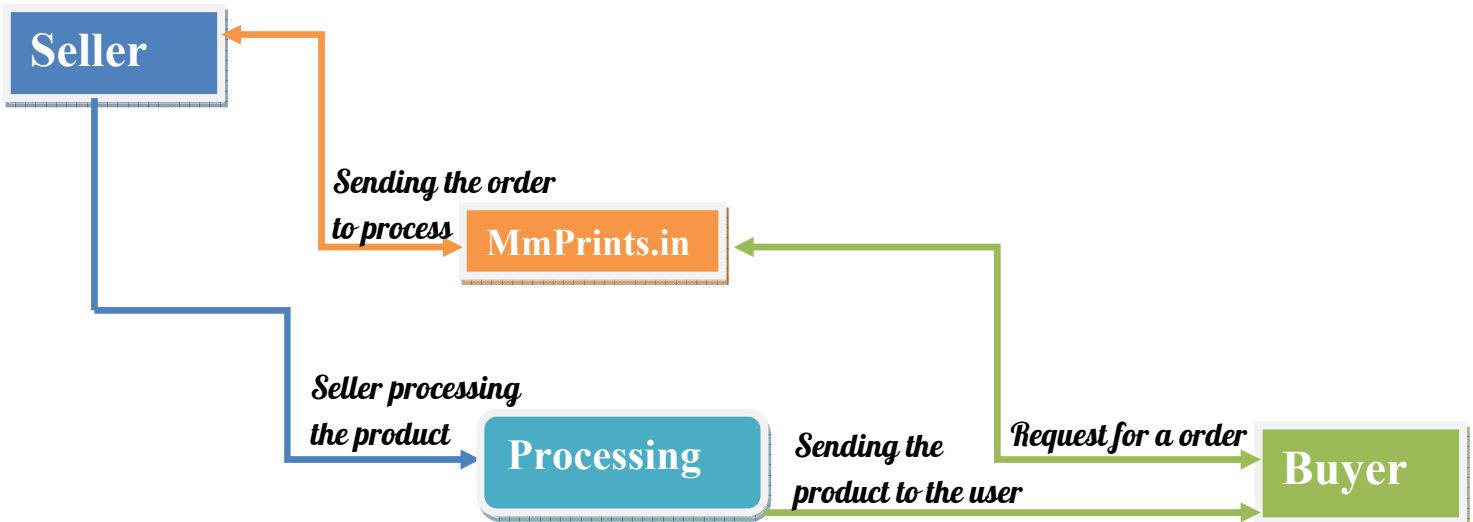 Seller
Sending the order
to process
MmPrints.in
Seller processing
the product
Processing
Sending the
product to the user
Request for a order
Buyer